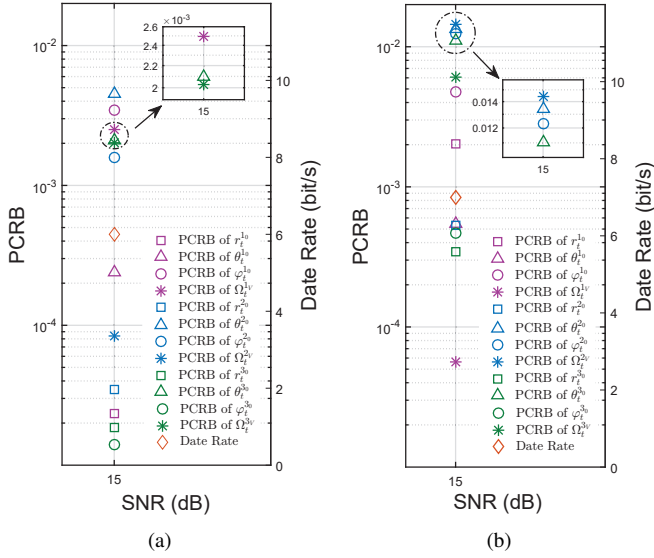 10^{-2}
10^{-3}
10^{-4}
PCRB
15
SNR (dB)
0
2
4
6
8
10
Date Rate (bit/s)
2.6 ×10^{-3}
2.4
2.2
2
15
PCRB of r_t^{1_0}
PCRB of θ_t^{1_0}
PCRB of φ_t^{1_0}
PCRB of Ω_t^{1_V}
PCRB of r_t^{2_0}
PCRB of θ_t^{2_0}
PCRB of φ_t^{2_0}
PCRB of Ω_t^{2_V}
PCRB of r_t^{3_0}
PCRB of θ_t^{3_0}
PCRB of φ_t^{3_0}
PCRB of Ω_t^{3_V}
Date Rate
(a)
10^{-2}
10^{-3}
10^{-4}
PCRB
15
SNR (dB)
0
2
4
6
8
10
Date Rate (bit/s)
15
0.014
0.012
15
PCRB of r_t^{1_0}
PCRB of θ_t^{1_0}
PCRB of φ_t^{1_0}
PCRB of Ω_t^{1_V}
PCRB of r_t^{2_0}
PCRB of θ_t^{2_0}
PCRB of φ_t^{2_0}
PCRB of Ω_t^{2_V}
PCRB of r_t^{3_0}
PCRB of θ_t^{3_0}
PCRB of φ_t^{3_0}
PCRB of Ω_t^{3_V}
Date Rate
(b)